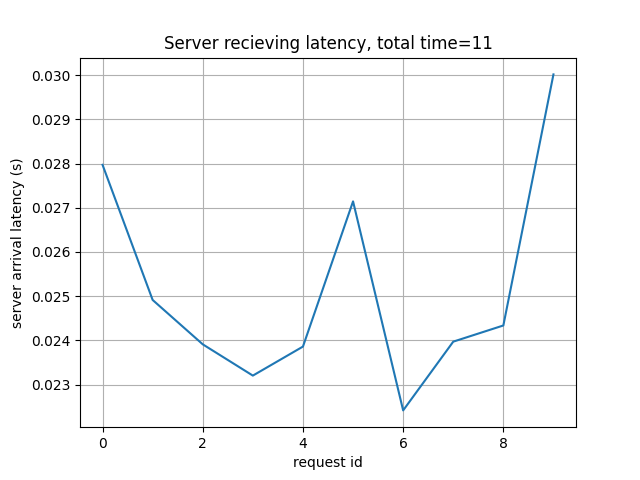 Server recieving latency, total time=11
0.030
0.029
0.028
0.027
0.026
0.025
0.024
0.023
server arrival latency (s)
0 2 4 6 8
request id